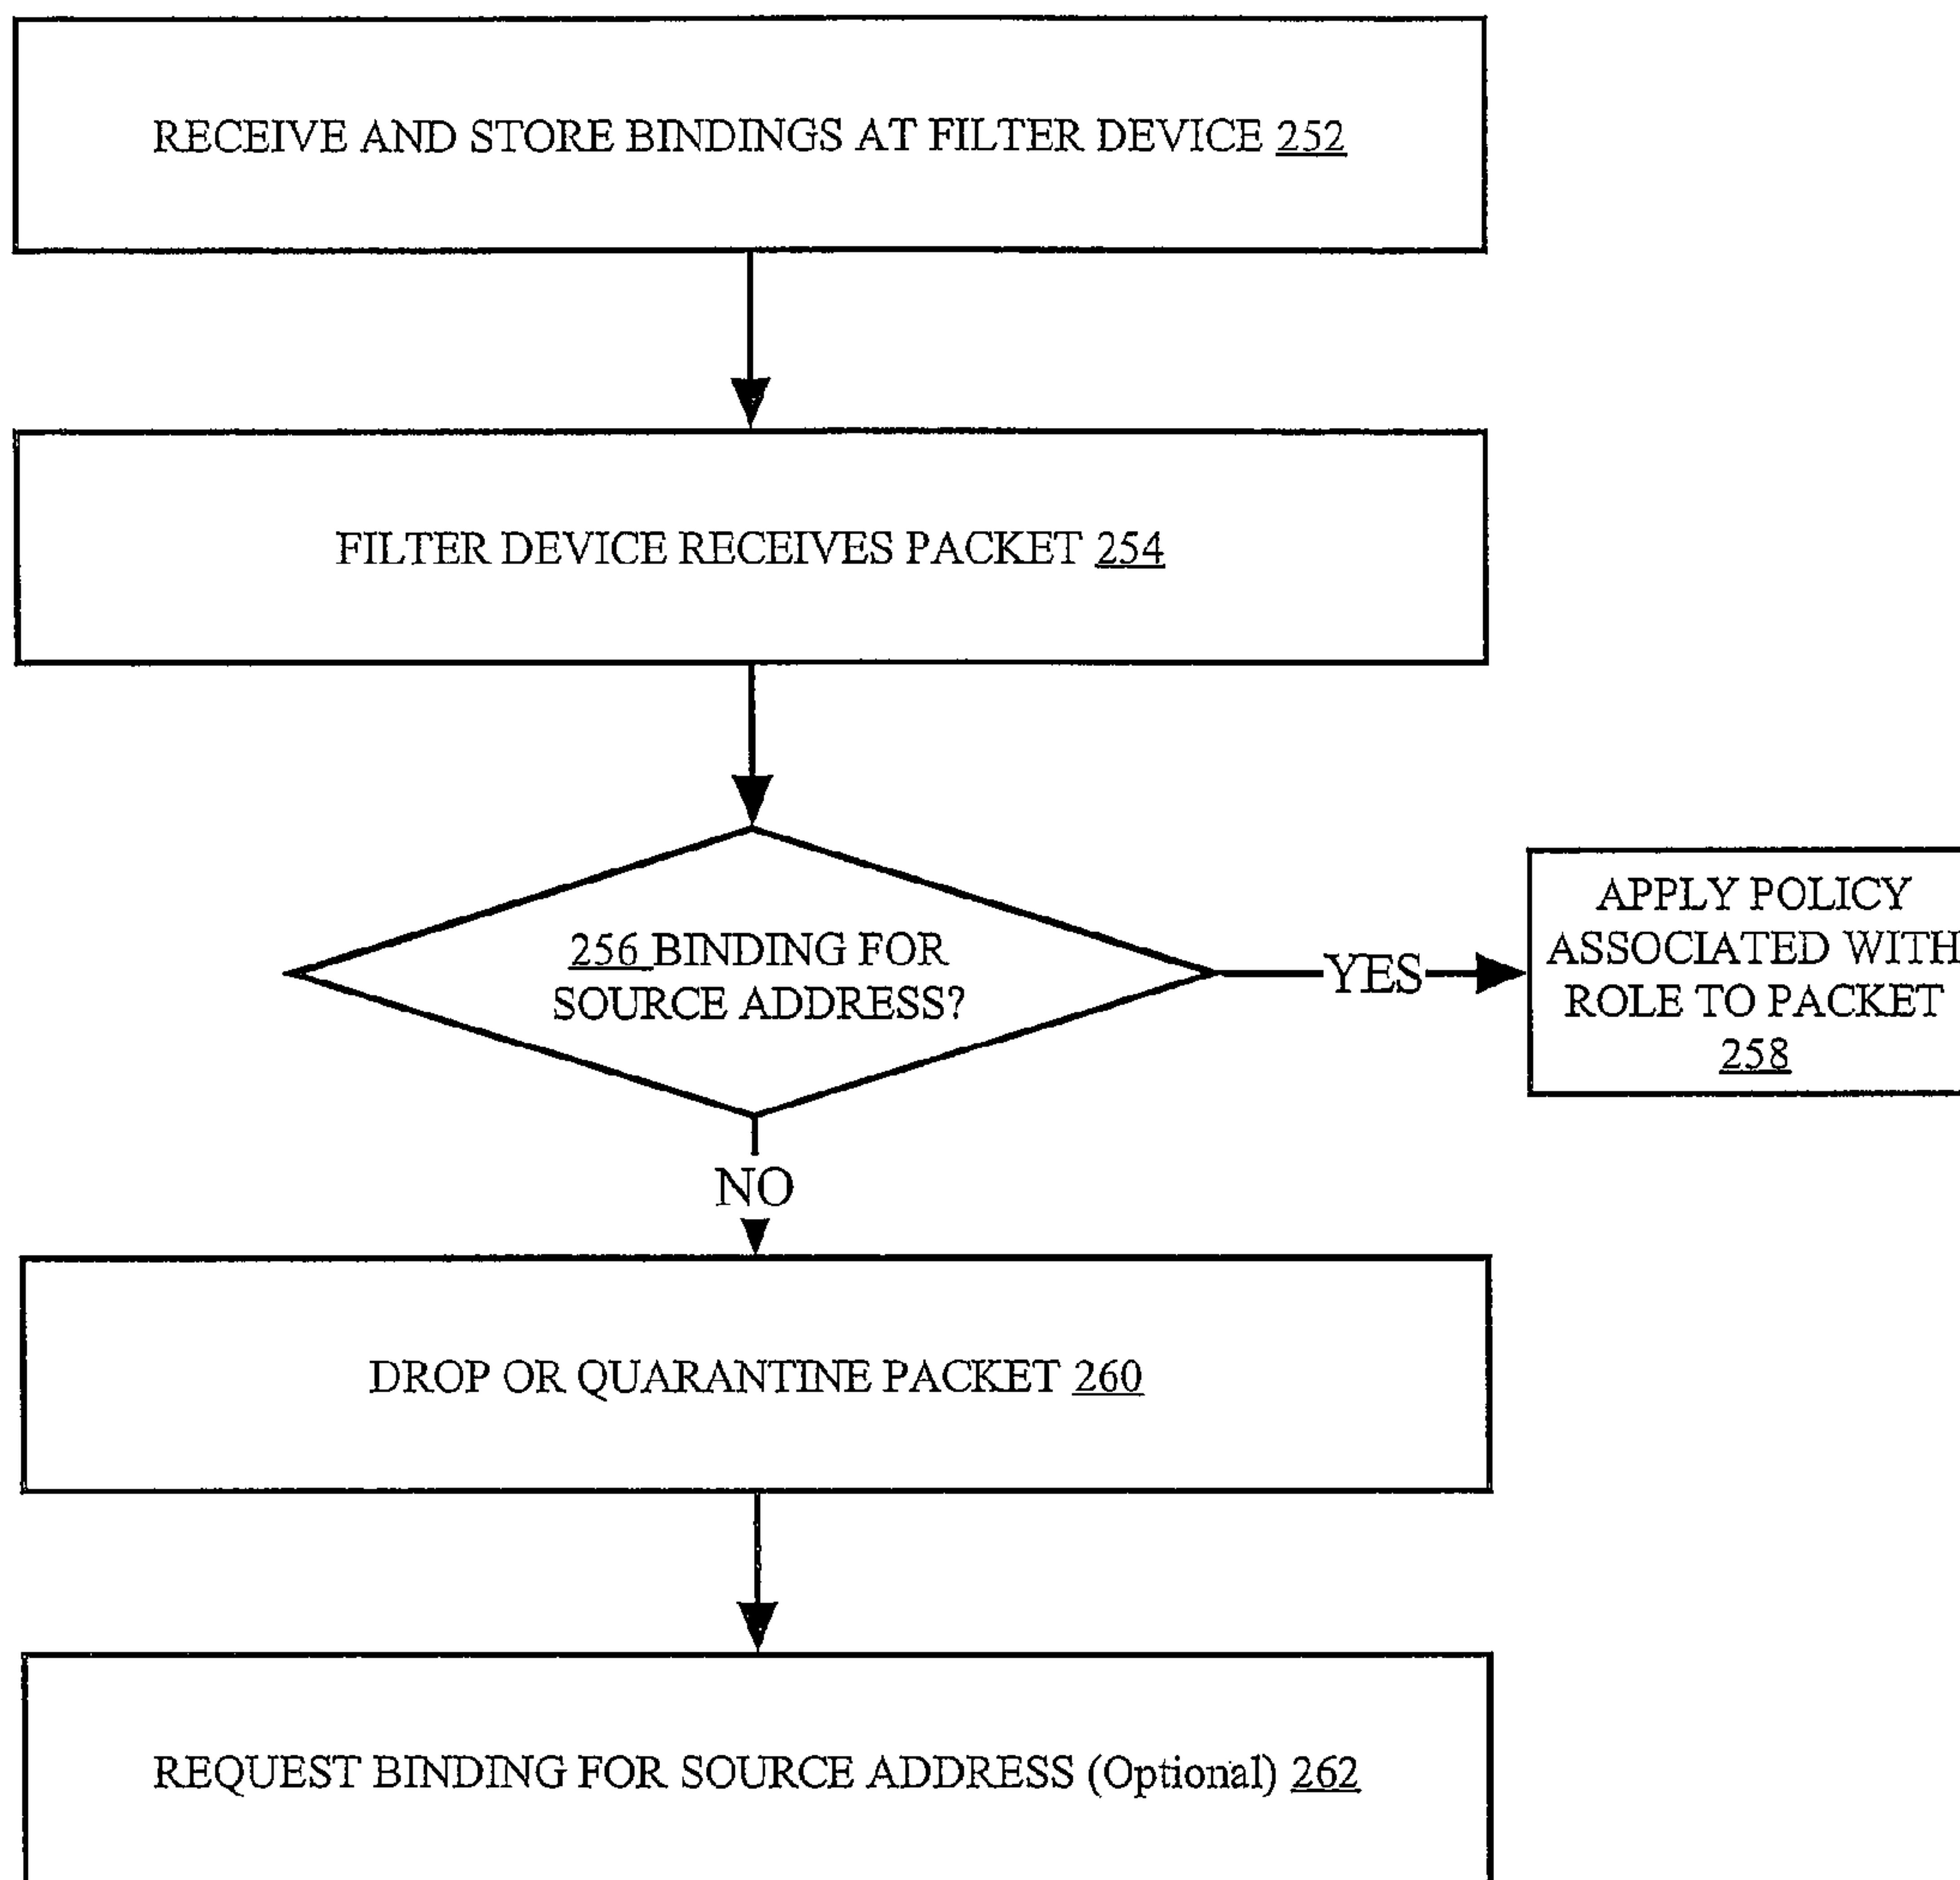 RECEIVE AND STORE BINDINGS AT FILTER DEVICE 252
FILTER DEVICE RECEIVES PACKET 254
256 BINDING FOR
SOURCE ADDRESS?
YES
APPLY POLICY
ASSOCIATED WITH
ROLE TO PACKET
258
NO
DROP OR QUARANTINE PACKET 260
REQUEST BINDING FOR SOURCE ADDRESS (Optional) 262